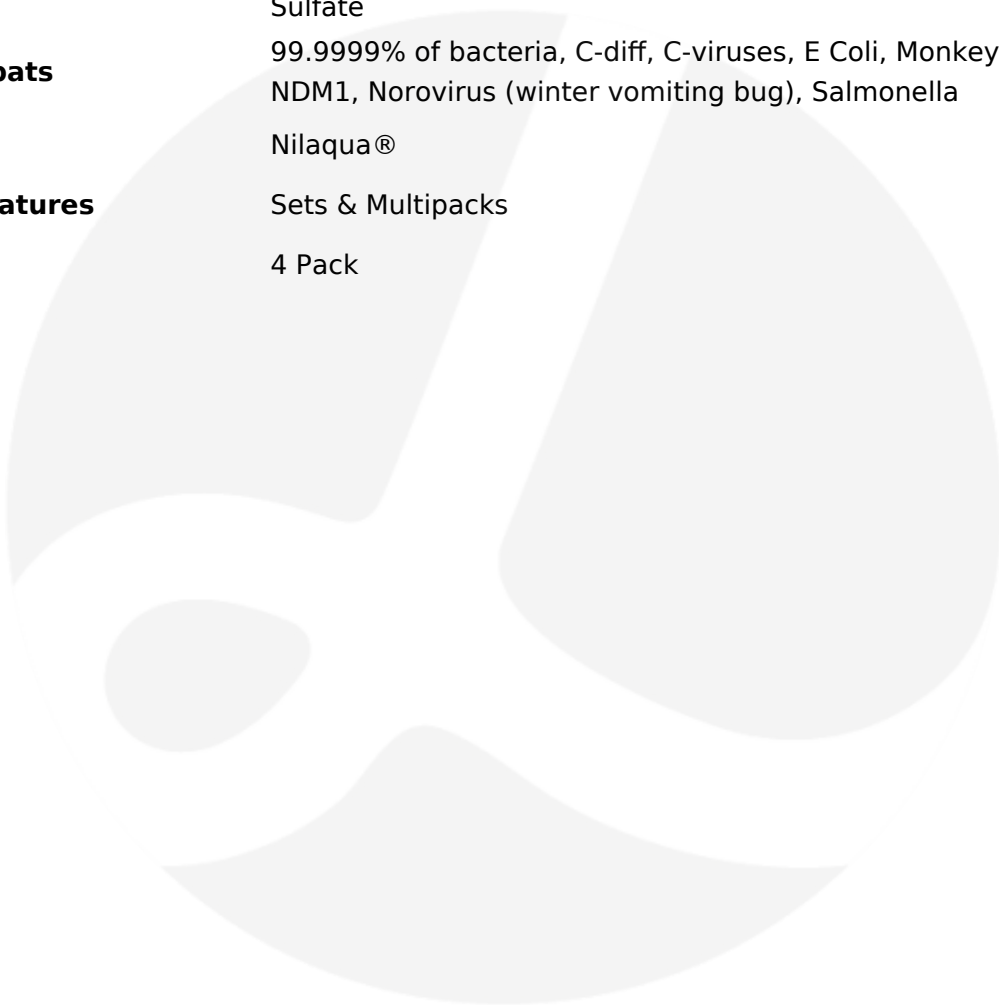 Sulfate
99.9999% of bacteria, C-diff, C-viruses, E Coli, Monkey
bats
NDM1, Norovirus (winter vomiting bug), Salmonella
Nilaqua®
atures Sets & Multipacks
4 Pack